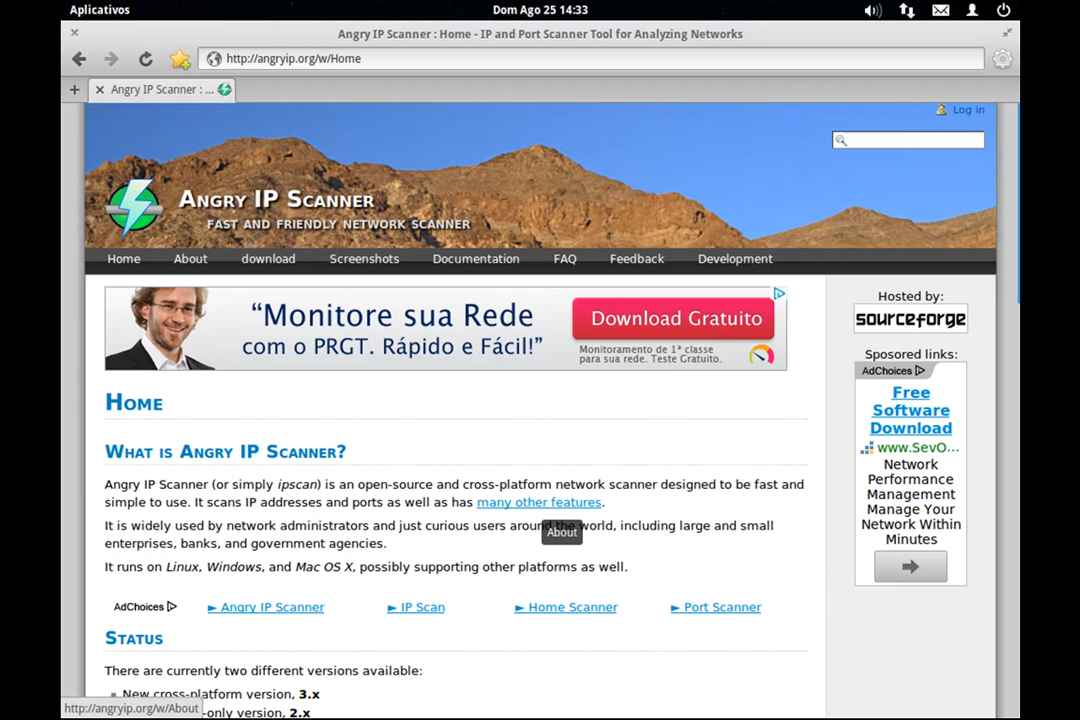 Aplicativos
Dom Ago 25 14:33
Angry IP Scanner : Home - IP and Port Scanner Tool for Analyzing Networks
http://angryip.org/w/Home
Angry IP Scanner : ...
Log in
Angry IP Scanner
fast and friendly network scanner
Home About download Screenshots Documentation FAQ Feedback Development
“Monitore sua Rede
com o PRGT. Rápido e Fácil!”
Download Gratuito
Monitoramento de 1ª classe
para sua rede. Teste Gratuito.
Hosted by:
sourceforge
Sposored links:
AdChoices
Free
Software
Download
www.SevO...
Network
Performance
Management
Manage Your
Network Within
Minutes
Home
What is Angry IP Scanner?
Angry IP Scanner (or simply ipscan) is an open-source and cross-platform network scanner designed to be fast and
simple to use. It scans IP addresses and ports as well as has many other features.
It is widely used by network administrators and just curious users around the world, including large and small
enterprises, banks, and government agencies.
About
It runs on Linux, Windows, and Mac OS X, possibly supporting other platforms as well.
AdChoices ► Angry IP Scanner ► IP Scan ► Home Scanner ► Port Scanner
Status
There are currently two different versions available:
New cross-platform version, 3.x
-only version, 2.x
http://angryip.org/w/About